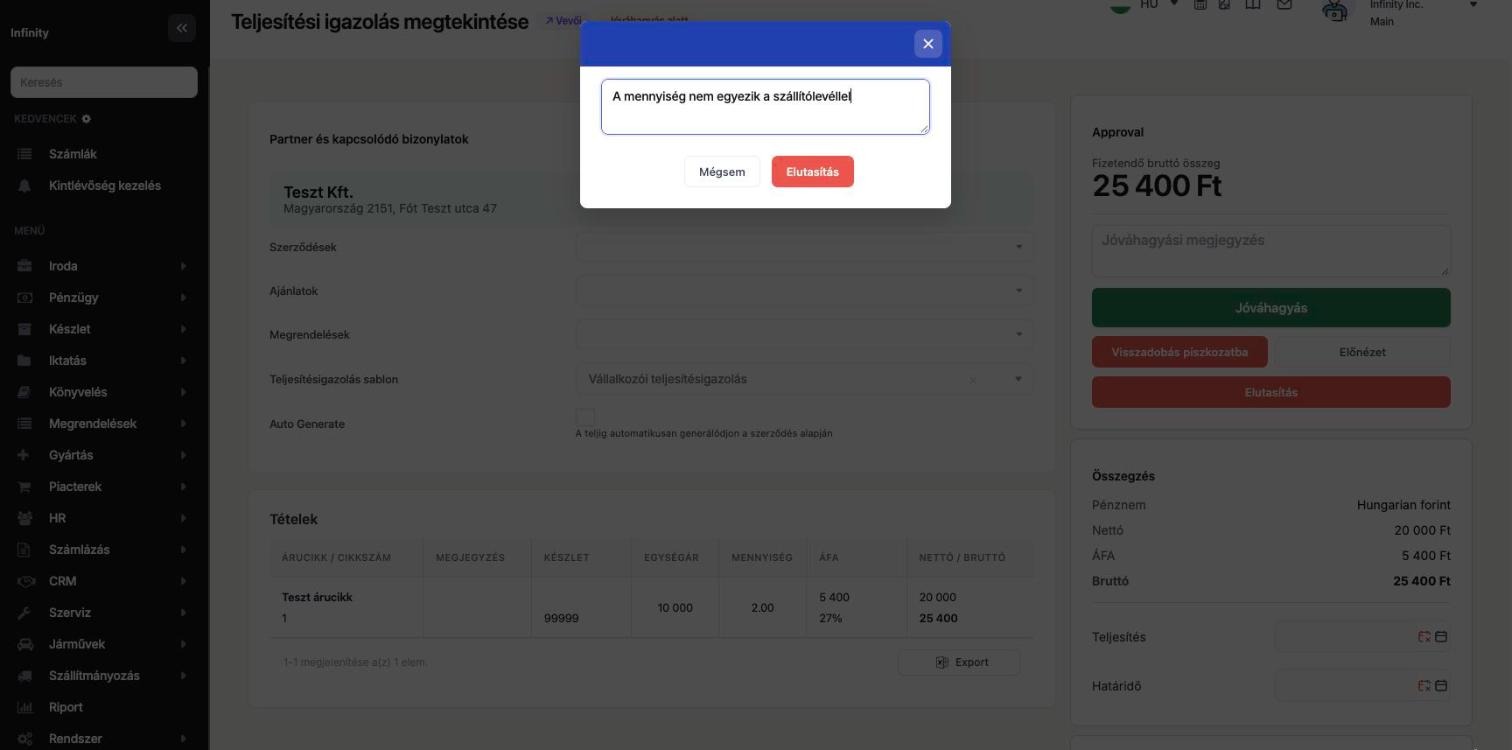 Infinity
Keresés
KEDVENCEK
Számlák
Kintlévőség kezelés
MENÜ
Iroda
Pénzügy
Készlet
Iktatás
Könyvelés
Megrendelések
Gyártás
Piacterek
HR
Számlázás
CRM
Szerviz
Járművek
Szállítmányozás
Riport
Rendszer
Teljesítési igazolás megtekintése
Vevői
Jóváhagyás alatt
HU
Infinity Inc.
Main
A mennyiség nem egyezik a szállítólevéllel
Mégsem
Elutasítás
Partner és kapcsolódó bizonylatok
Teszt Kft.
Magyarország 2151, Fót Teszt utca 47
Szerződések
Ajánlatok
Megrendelések
Teljesítésigazolás sablon
Vállalkozói teljesítésigazolás
Auto Generate
A teljig automatikusan generálódjon a szerződés alapján
Tételek
ÁRUCIKK / CIKKSZÁM MEGJEGYZÉS KÉSZLET EGYSÉGÁR MENNYISÉG ÁFA NETTÓ / BRUTTÓ
Teszt árucikk 5 400 20 000
10 000 2.00
1 99999 27% 25 400
1-1 megjelenítése a(z) 1 elem.
Export
Approval
Fizetendő bruttó összeg
25 400 Ft
Jóváhagyási megjegyzés
Jóváhagyás
Visszadobás piszkozatba
Előnézet
Elutasítás
Összegzés
Pénznem Hungarian forint
Nettó 20 000 Ft
ÁFA 5 400 Ft
Bruttó 25 400 Ft
Teljesítés
Határidő